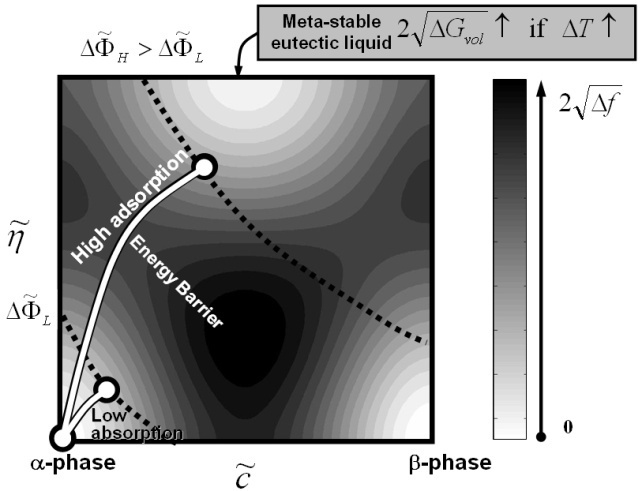 Meta-stable
eutectic liquid 2√ΔG_vol ↑ if ΔT ↑
ΔΦ̃_H > ΔΦ̃_L
2√Δf
High adsorption
η̃
Energy Barrier
ΔΦ̃_L
Low
absorption
0
α-phase
c̃
β-phase